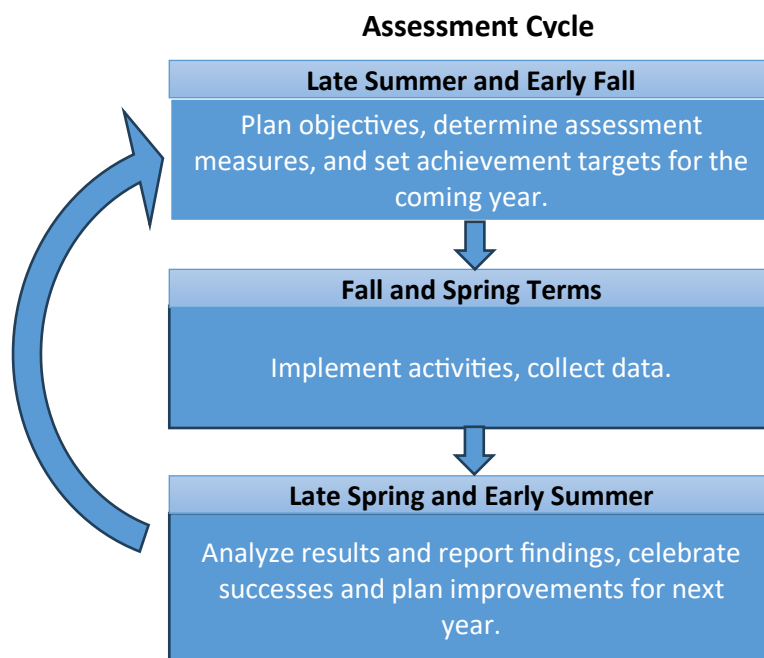 Assessment Cycle
Late Summer and Early Fall
Plan objectives, determine assessment
measures, and set achievement targets for the
coming year.
Fall and Spring Terms
Implement activities, collect data.
Late Spring and Early Summer
Analyze results and report findings, celebrate
successes and plan improvements for next
year.